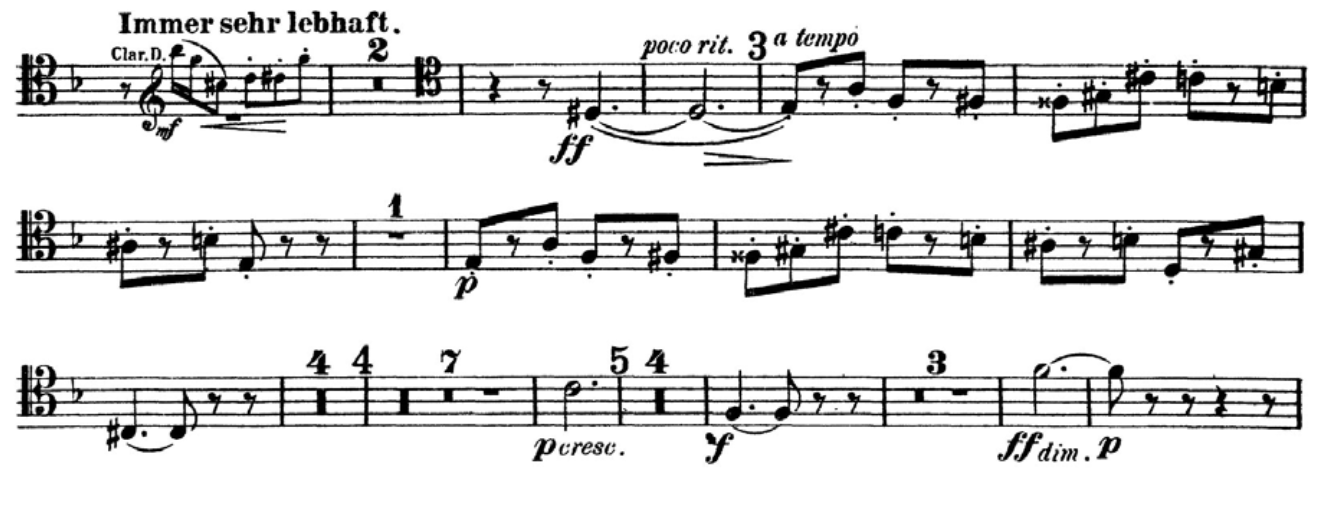 Immer sehr lebhaft.
Clar. D.
2
poco rit.
3
a tempo
mf
ff
1
p
4
4
7
5
4
3
p cresc.
f
ff dim.
p